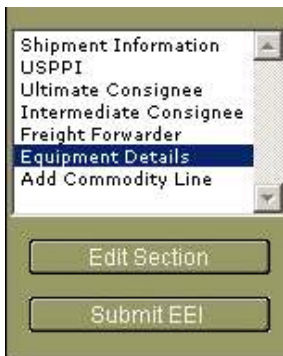 Shipment Information
USPPI
Ultimate Consignee
Intermediate Consignee
Freight Forwarder
Equipment Details
Add Commodity Line
Edit Section
Submit EEI